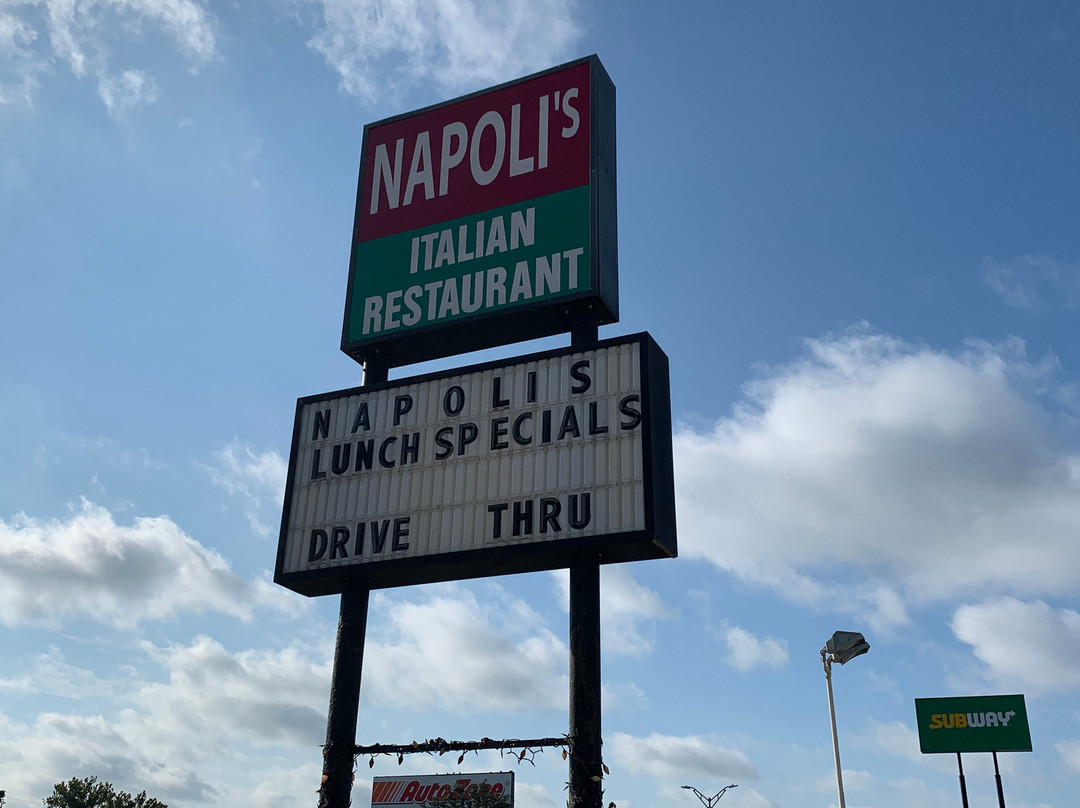 NAPOLI'S
ITALIAN
RESTAURANT
NAPOLIS
LUNCH SPECIALS
DRIVE THRU
SUBWAY
AutoZone